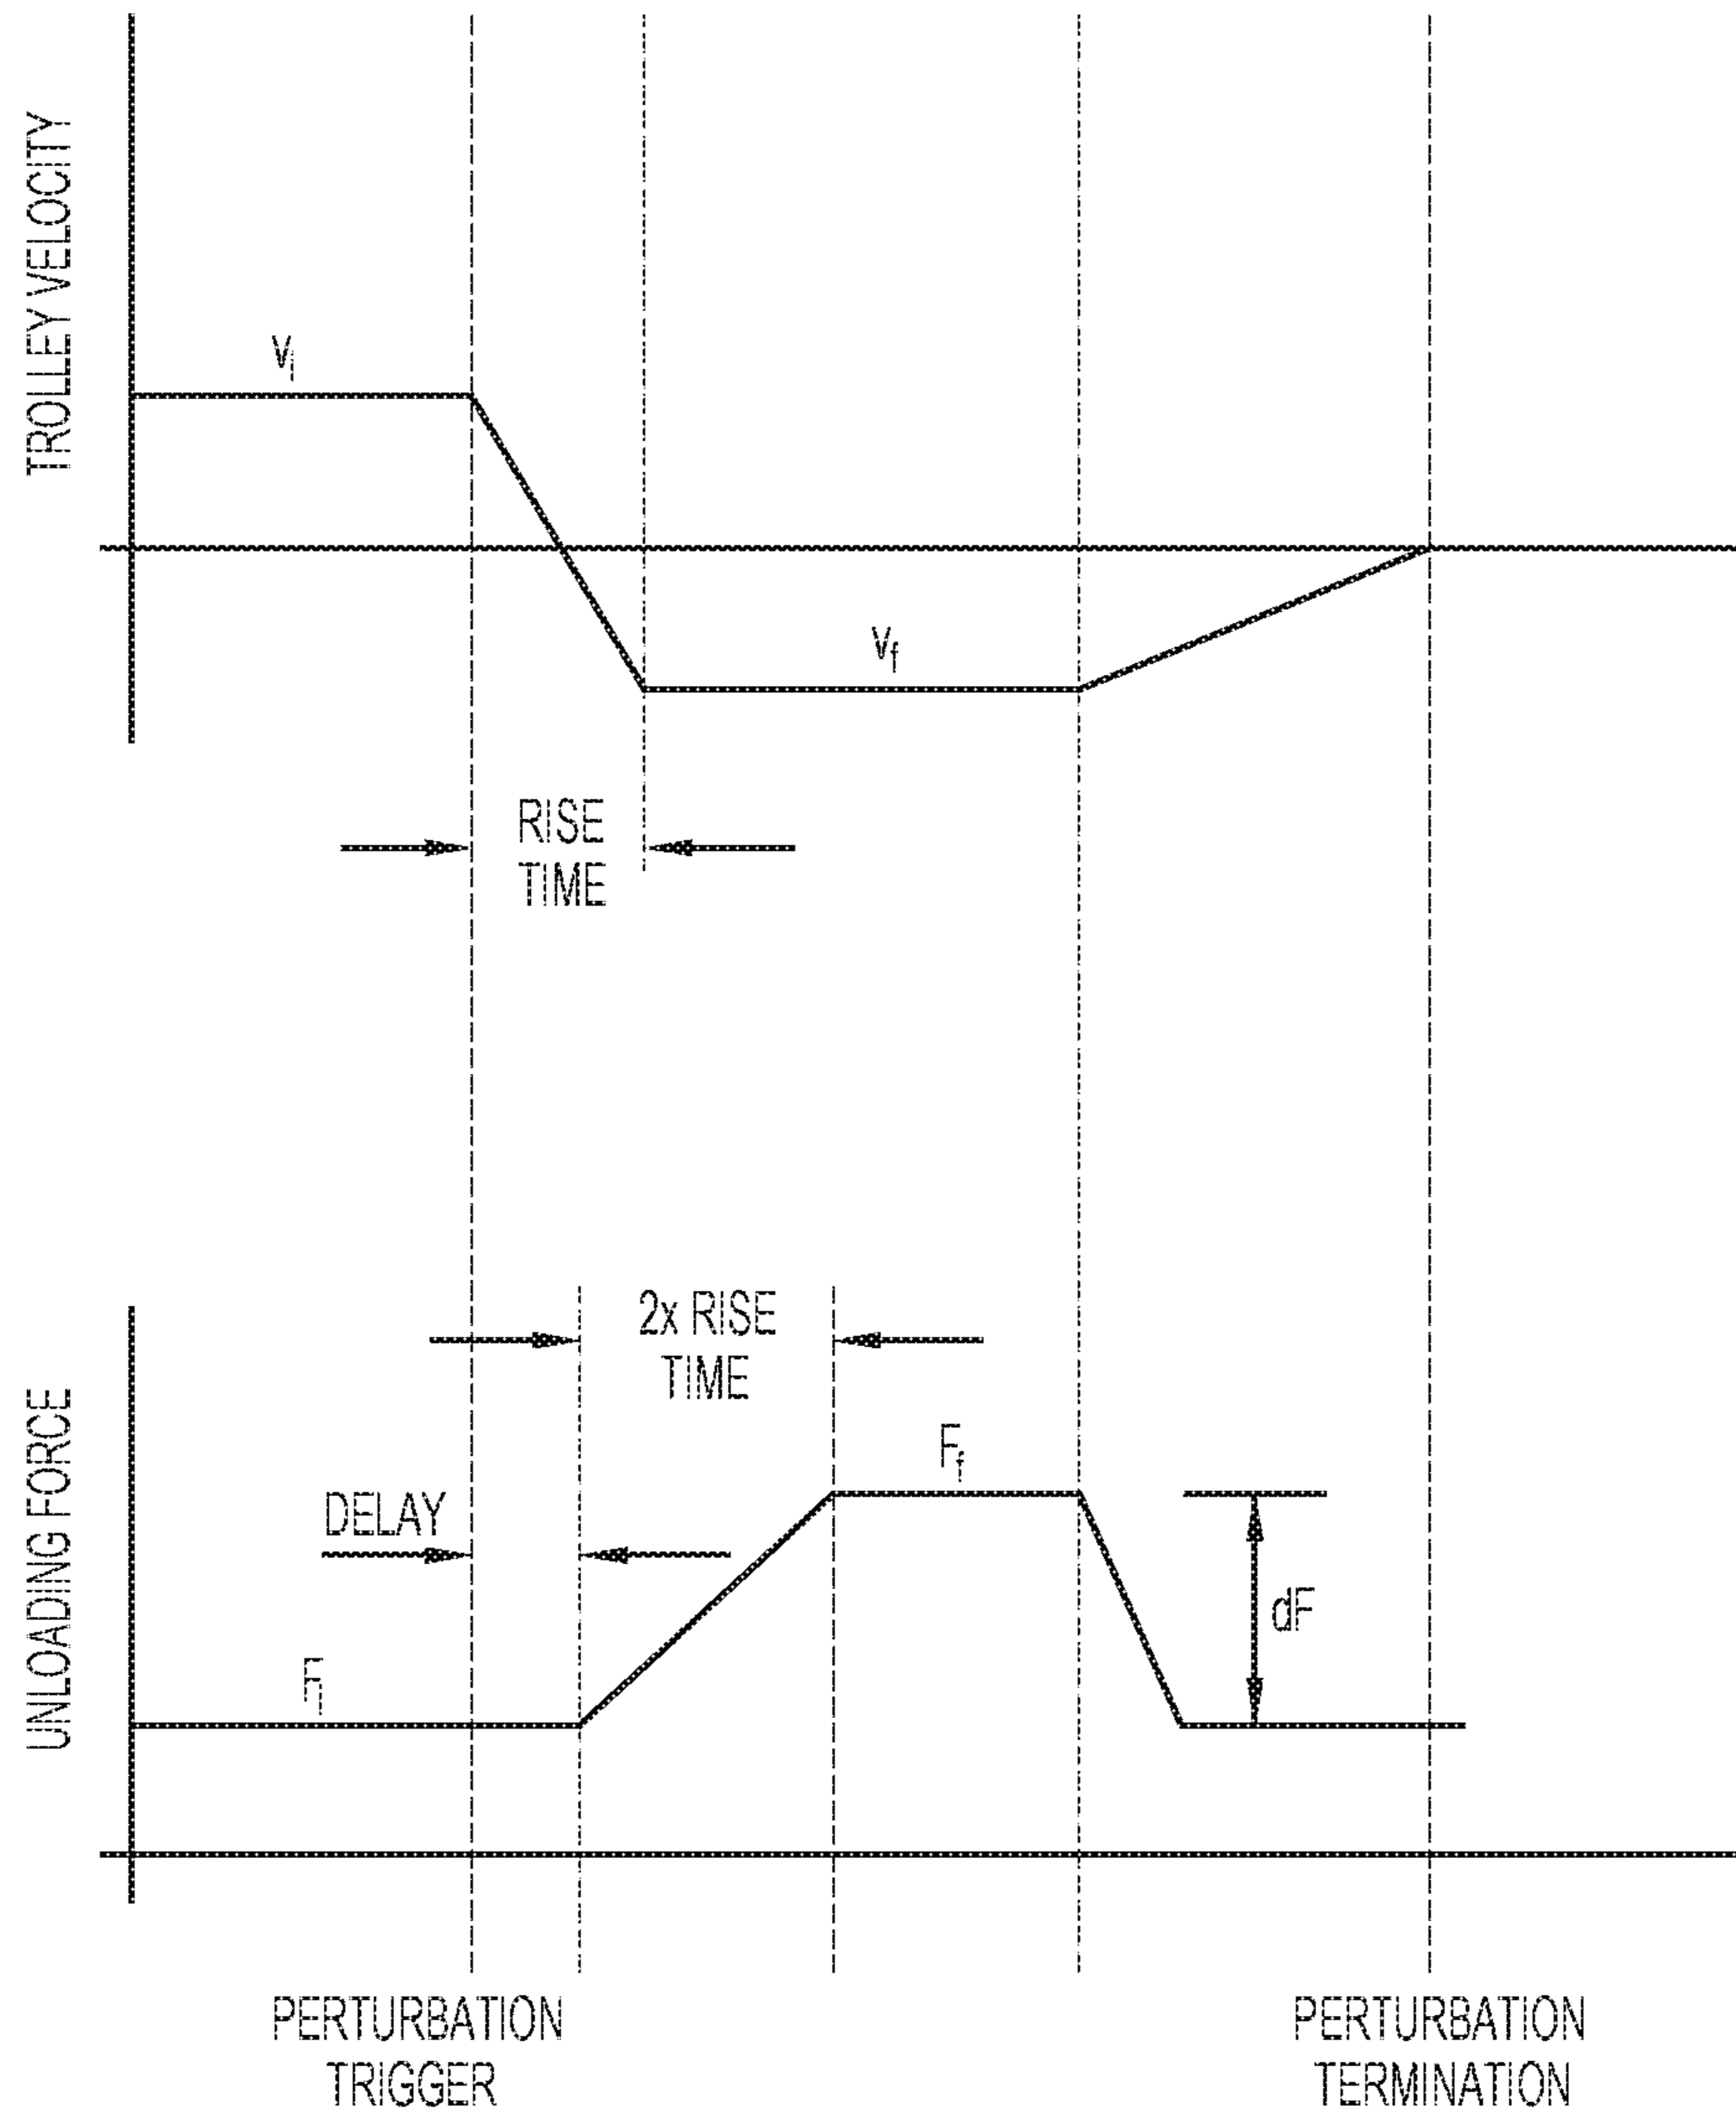 TROLLEY VELOCITY
Vi
Vf
RISE
TIME
2x RISE
TIME
UNLOADING FORCE
Ff
DELAY
dF
Fi
PERTURBATION
TRIGGER
PERTURBATION
TERMINATION